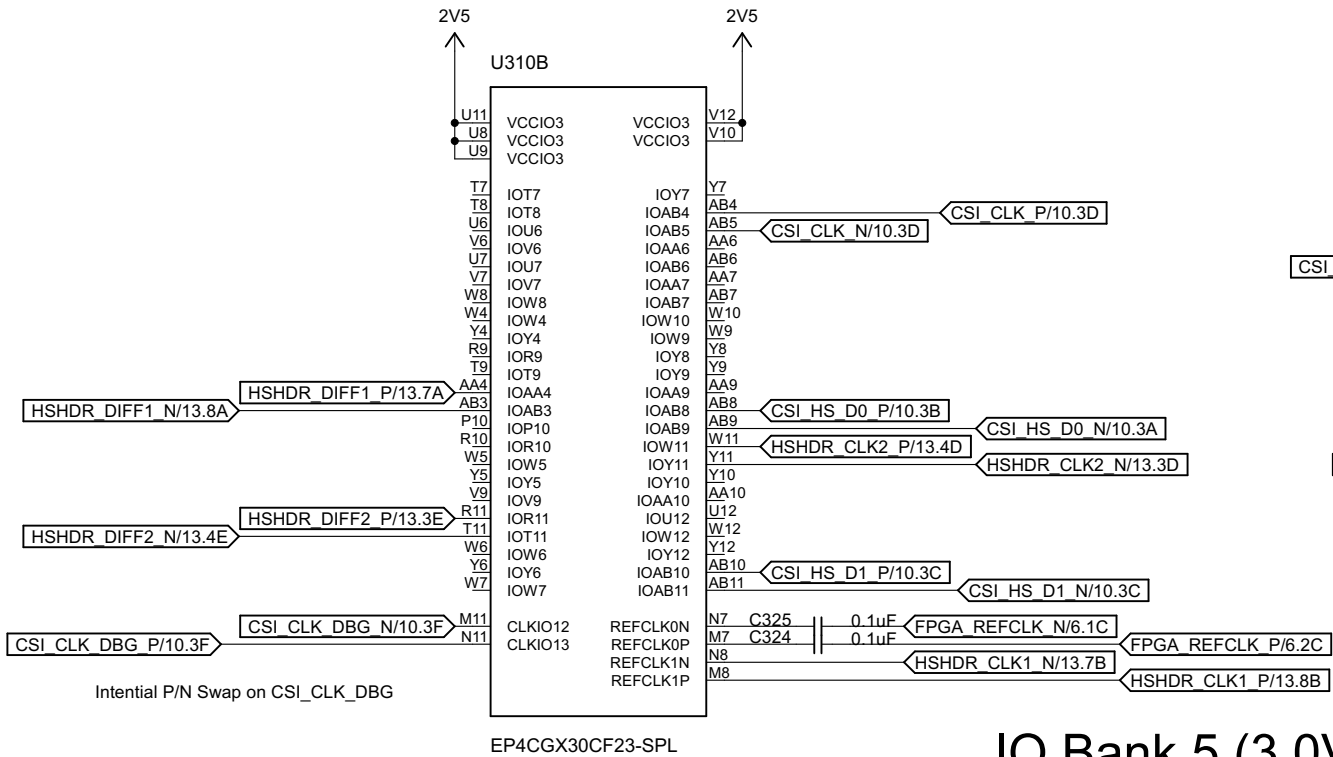 2V5
2V5
U310B
U11 VCCIO3 VCCIO3 V12
U8 VCCIO3 VCCIO3 V10
U9 VCCIO3
T7 IOT7 IOY7 Y7
T8 IOT8 IOAB4 AB4 CSI_CLK_P/10.3D
U6 IOU6 IOAB5 AB5 CSI_CLK_N/10.3D
V6 IOV6 IOAA6 AA6
U7 IOU7 IOAB6 AB6
V7 IOV7 IOAA7 AA7 CSI_
W8 IOW8 IOAB7 AB7
W4 IOW4 IOW10 W10
Y4 IOY4 IOW9 W9
R9 IOR9 IOY8 Y8
T9 IOT9 IOY9 Y9
HSHDR_DIFF1_P/13.7A AA4 IOAA4 IOAA9 AA9
HSHDR_DIFF1_N/13.8A AB3 IOAB3 IOAB8 AB8 CSI_HS_D0_P/10.3B
P10 IOP10 IOAB9 AB9 CSI_HS_D0_N/10.3A
R10 IOR10 IOW11 W11 HSHDR_CLK2_P/13.4D
W5 IOW5 IOY11 Y11 HSHDR_CLK2_N/13.3D
Y5 IOY5 IOY10 Y10
V9 IOV9 IOAA10 AA10
HSHDR_DIFF2_P/13.3E R11 IOR11 IOU12 U12
HSHDR_DIFF2_N/13.4E T11 IOT11 IOW12 W12
W6 IOW6 IOY12 Y12
Y6 IOY6 IOAB10 AB10 CSI_HS_D1_P/10.3C
W7 IOW7 IOAB11 AB11 CSI_HS_D1_N/10.3C
CSI_CLK_DBG_N/10.3F M11 CLKIO12 REFCLK0N N7 C325 0.1uF FPGA_REFCLK_N/6.1C
CSI_CLK_DBG_P/10.3F N11 CLKIO13 REFCLK0P M7 C324 0.1uF FPGA_REFCLK_P/6.2C
REFCLK1N N8 HSHDR_CLK1_N/13.7B
REFCLK1P M8 HSHDR_CLK1_P/13.8B
Intential P/N Swap on CSI_CLK_DBG
EP4CGX30CF23-SPL
IO Bank 5 (3.0V